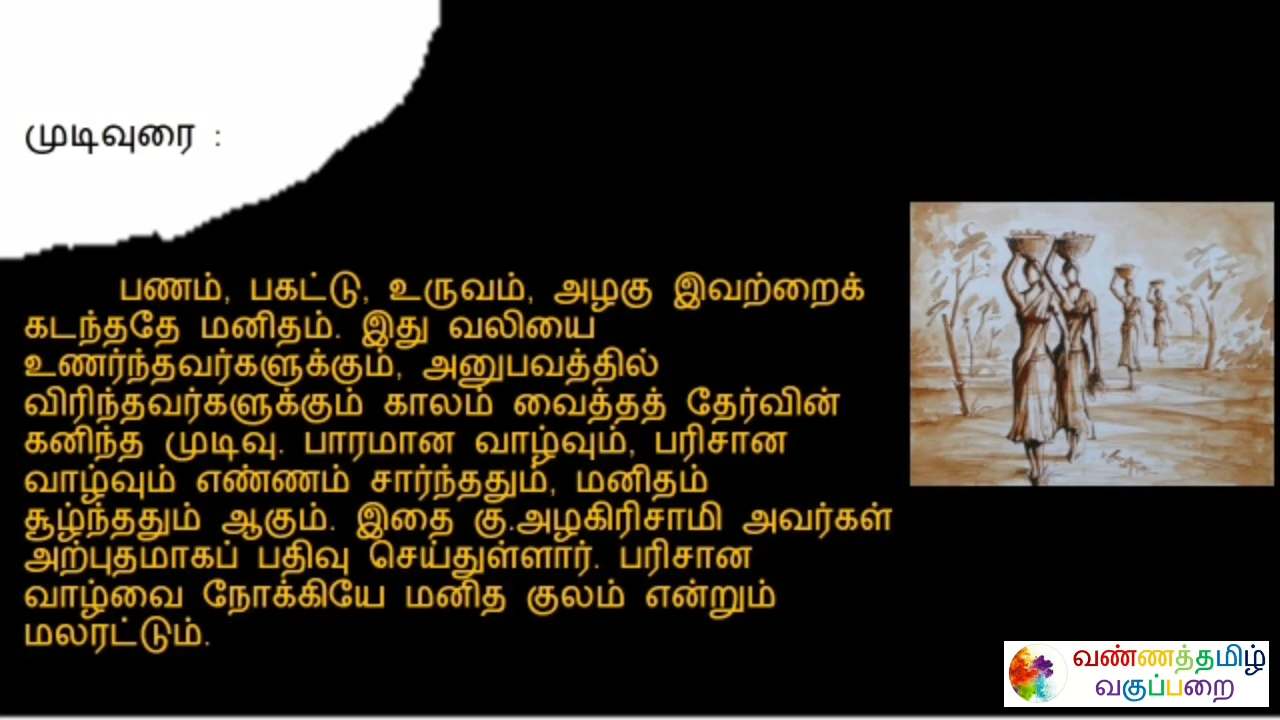 முடிவுரை :
பணம், பகட்டு, உருவம், அழகு இவற்றைக்
கடந்ததே மனிதம். இது வலியை
உணர்ந்தவர்களுக்கும், அனுபவத்தில்
விரிந்தவர்களுக்கும் காலம் வைத்தத் தேர்வின்
கனிந்த முடிவு. பாரமான வாழ்வும், பரிசான
வாழ்வும் எண்ணம் சார்ந்ததும், மனிதம்
சூழ்ந்ததும் ஆகும். இதை கு.அழகிரிசாமி அவர்கள்
அற்புதமாகப் பதிவு செய்துள்ளார். பரிசான
வாழ்வை நோக்கியே மனித குலம் என்றும்
மலரட்டும்.
வண்ணத்தமிழ்
வகுப்பறை